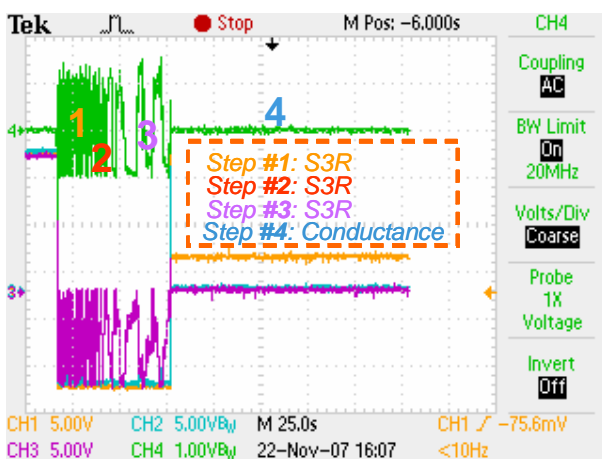 Tek Stop M Pos: -6.000s CH4
Coupling
AC
BW Limit
On
20MHz
Volts/Div
Coarse
Probe
1X
Voltage
Invert
Off
1
2
3
4
4
3
Step #1: S3R
Step #2: S3R
Step #3: S3R
Step #4: Conductance
CH1 5.00V CH2 5.00VBW M 25.0s CH1 / -75.6mV
CH3 5.00V CH4 1.00VBW 22-Nov-07 16:07 <10Hz